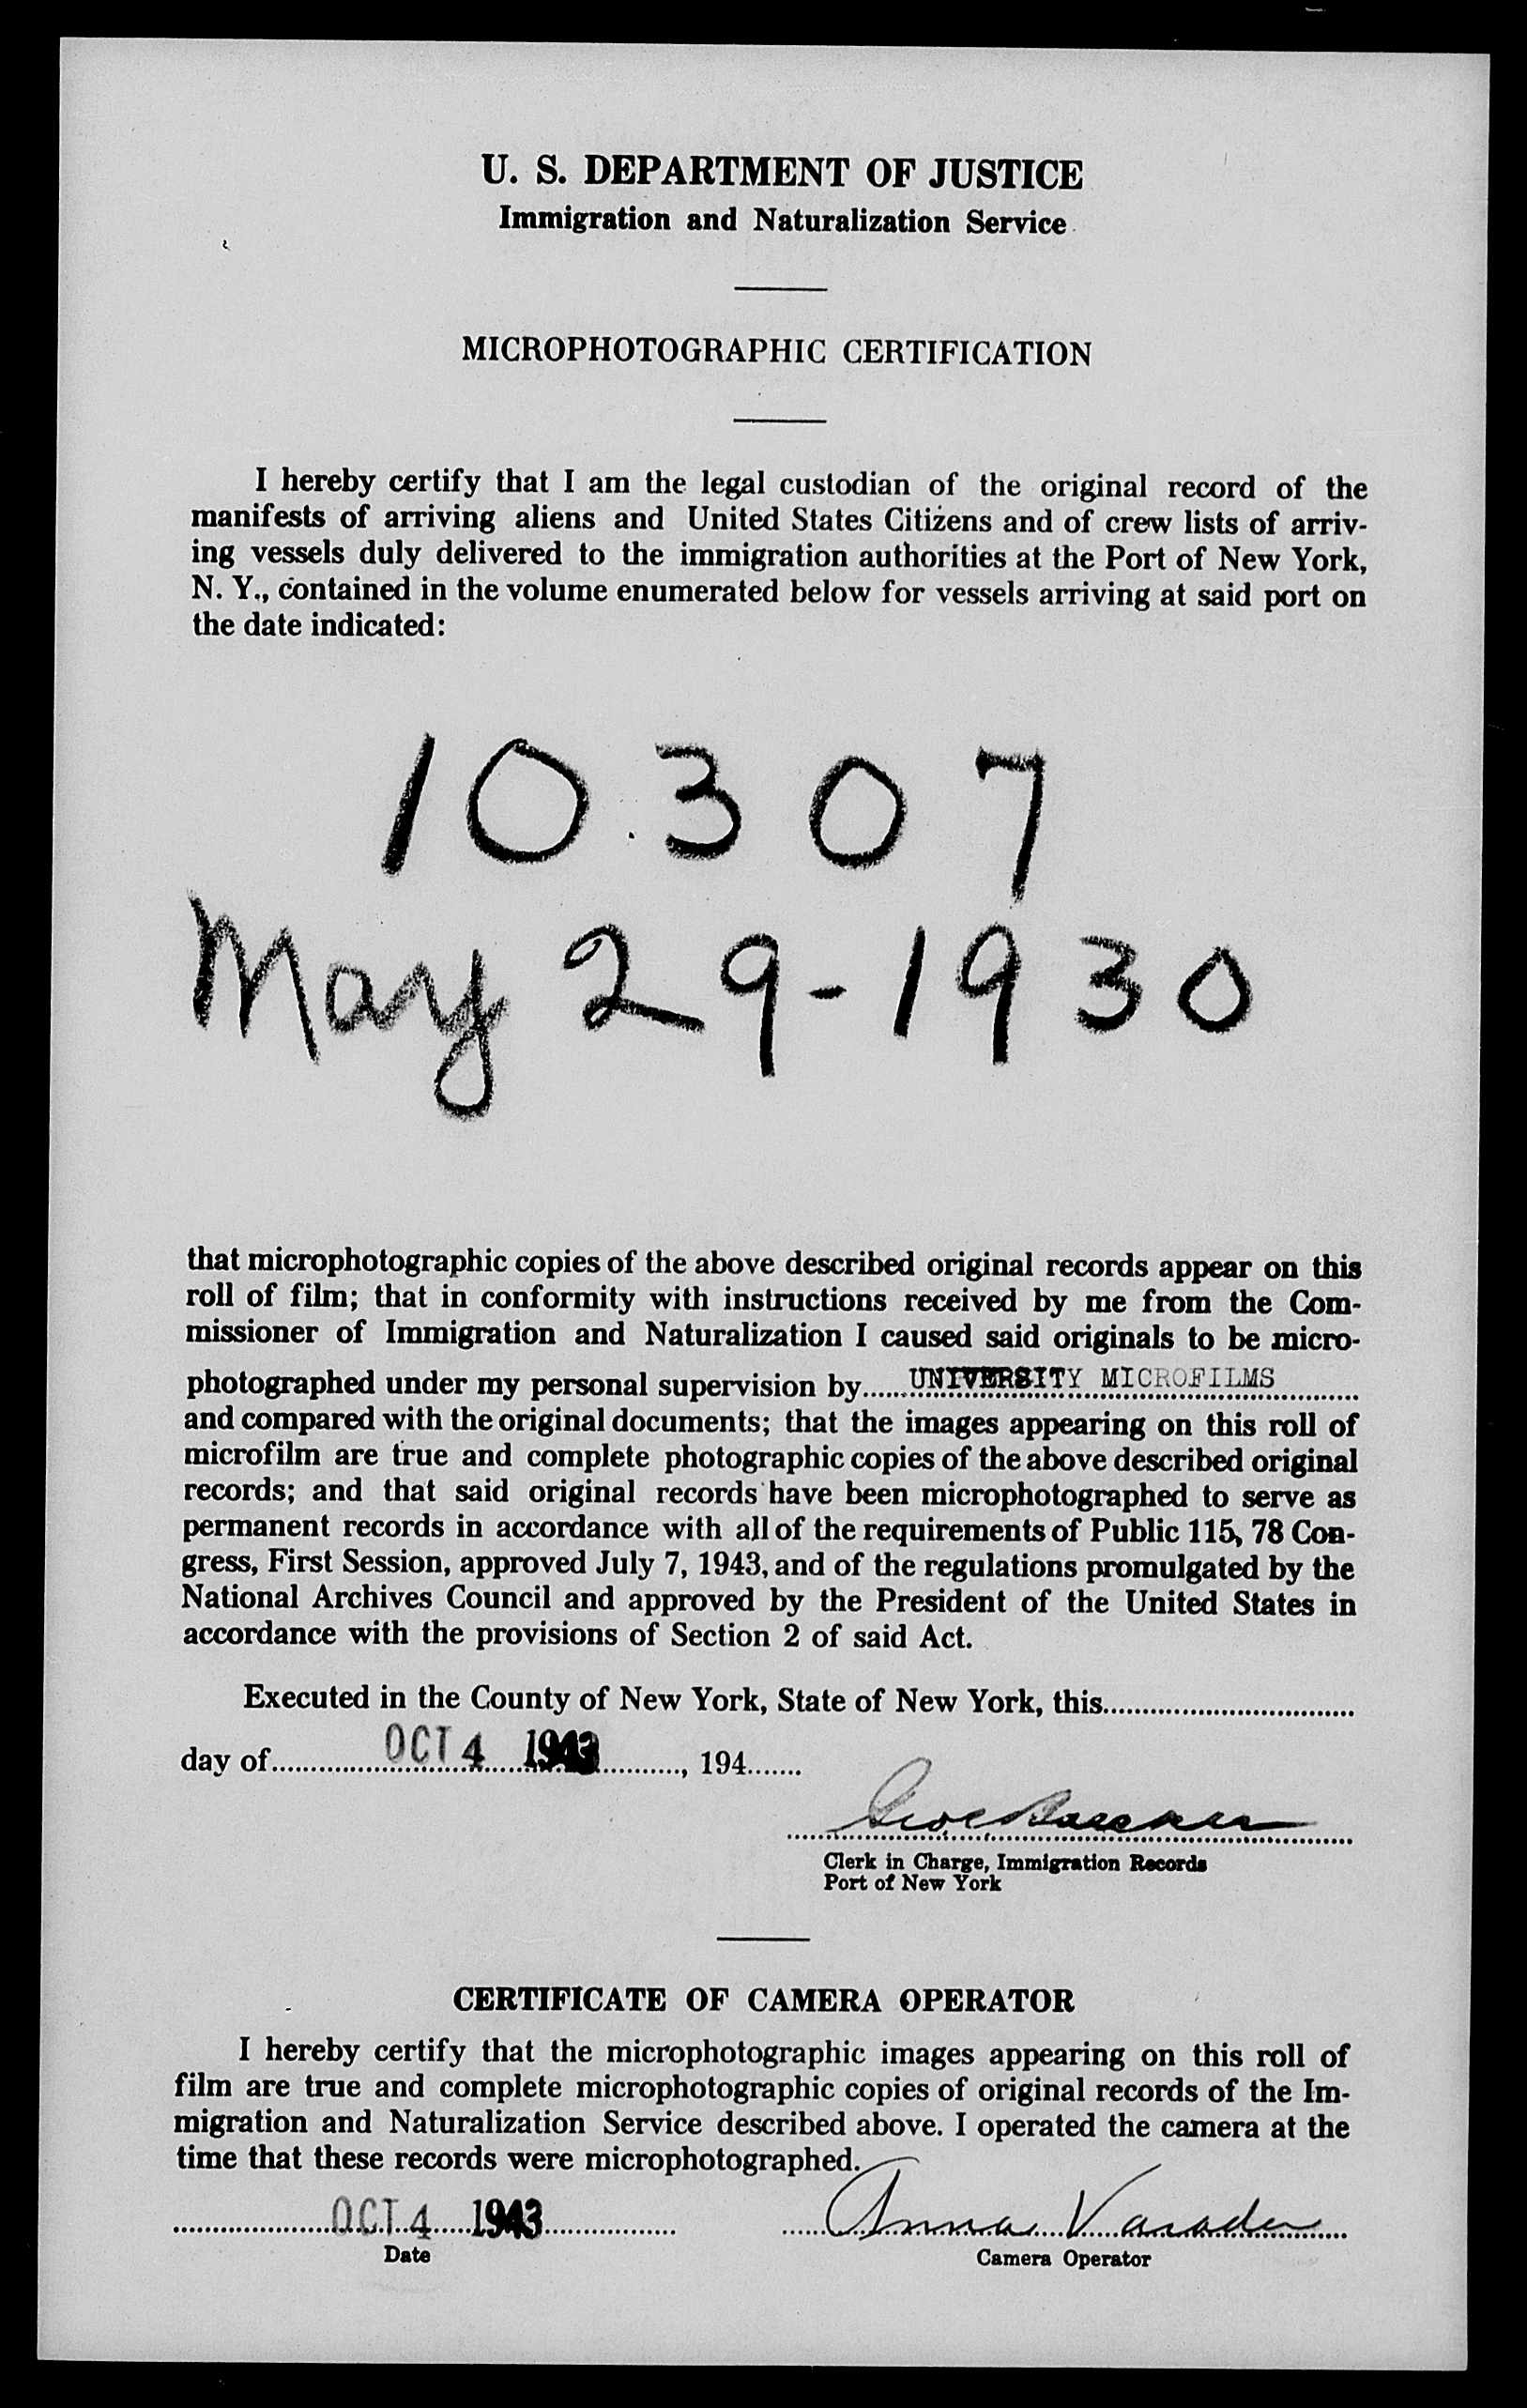 U. S. DEPARTMENT OF JUSTICE
Immigration and Naturalization Service
MICROPHOTOGRAPHIC CERTIFICATION
I hereby certify that I am the legal custodian of the original record of the
manifests of arriving aliens and United States Citizens and of crew lists of arriv-
ing vessels duly delivered to the immigration authorities at the Port of New York,
N. Y., contained in the volume enumerated below for vessels arriving at said port on
the date indicated:
10307
May 29-1930
that microphotographic copies of the above described original records appear on this
roll of film; that in conformity with instructions received by me from the Com-
missioner of Immigration and Naturalization I caused said originals to be micro-
photographed under my personal supervision by......UNIVERSITY MICROFILMS
and compared with the original documents; that the images appearing on this roll of
microfilm are true and complete photographic copies of the above described original
records; and that said original records have been microphotographed to serve as
permanent records in accordance with all of the requirements of Public 115, 78 Con-
gress, First Session, approved July 7, 1943, and of the regulations promulgated by the
National Archives Council and approved by the President of the United States in
accordance with the provisions of Section 2 of said Act.
Executed in the County of New York, State of New York, this
day of OCT 4 1943, 194
Clerk in Charge, Immigration Records
Port of New York
CERTIFICATE OF CAMERA OPERATOR
I hereby certify that the microphotographic images appearing on this roll of
film are true and complete microphotographic copies of original records of the Im-
migration and Naturalization Service described above. I operated the camera at the
time that these records were microphotographed.
OCT 4 1943 Anna
Date
Camera Operator